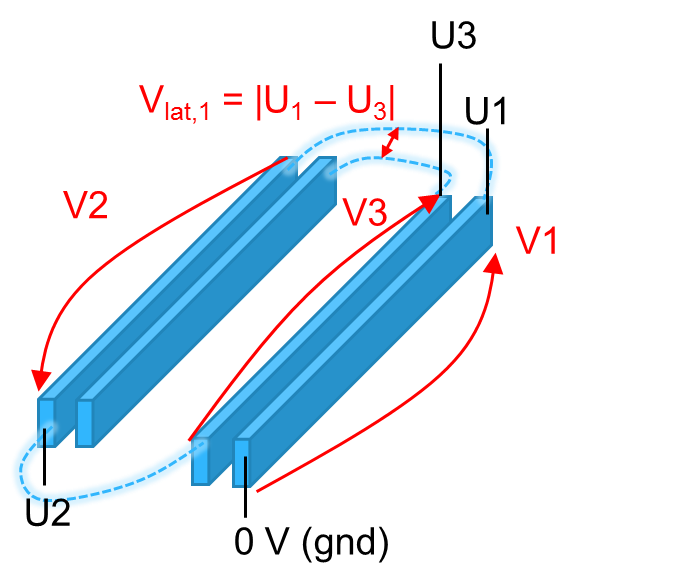 U3
V_lat,1 = |U_1 – U_3|
U1
V2
V3
V1
U2
0 V (gnd)